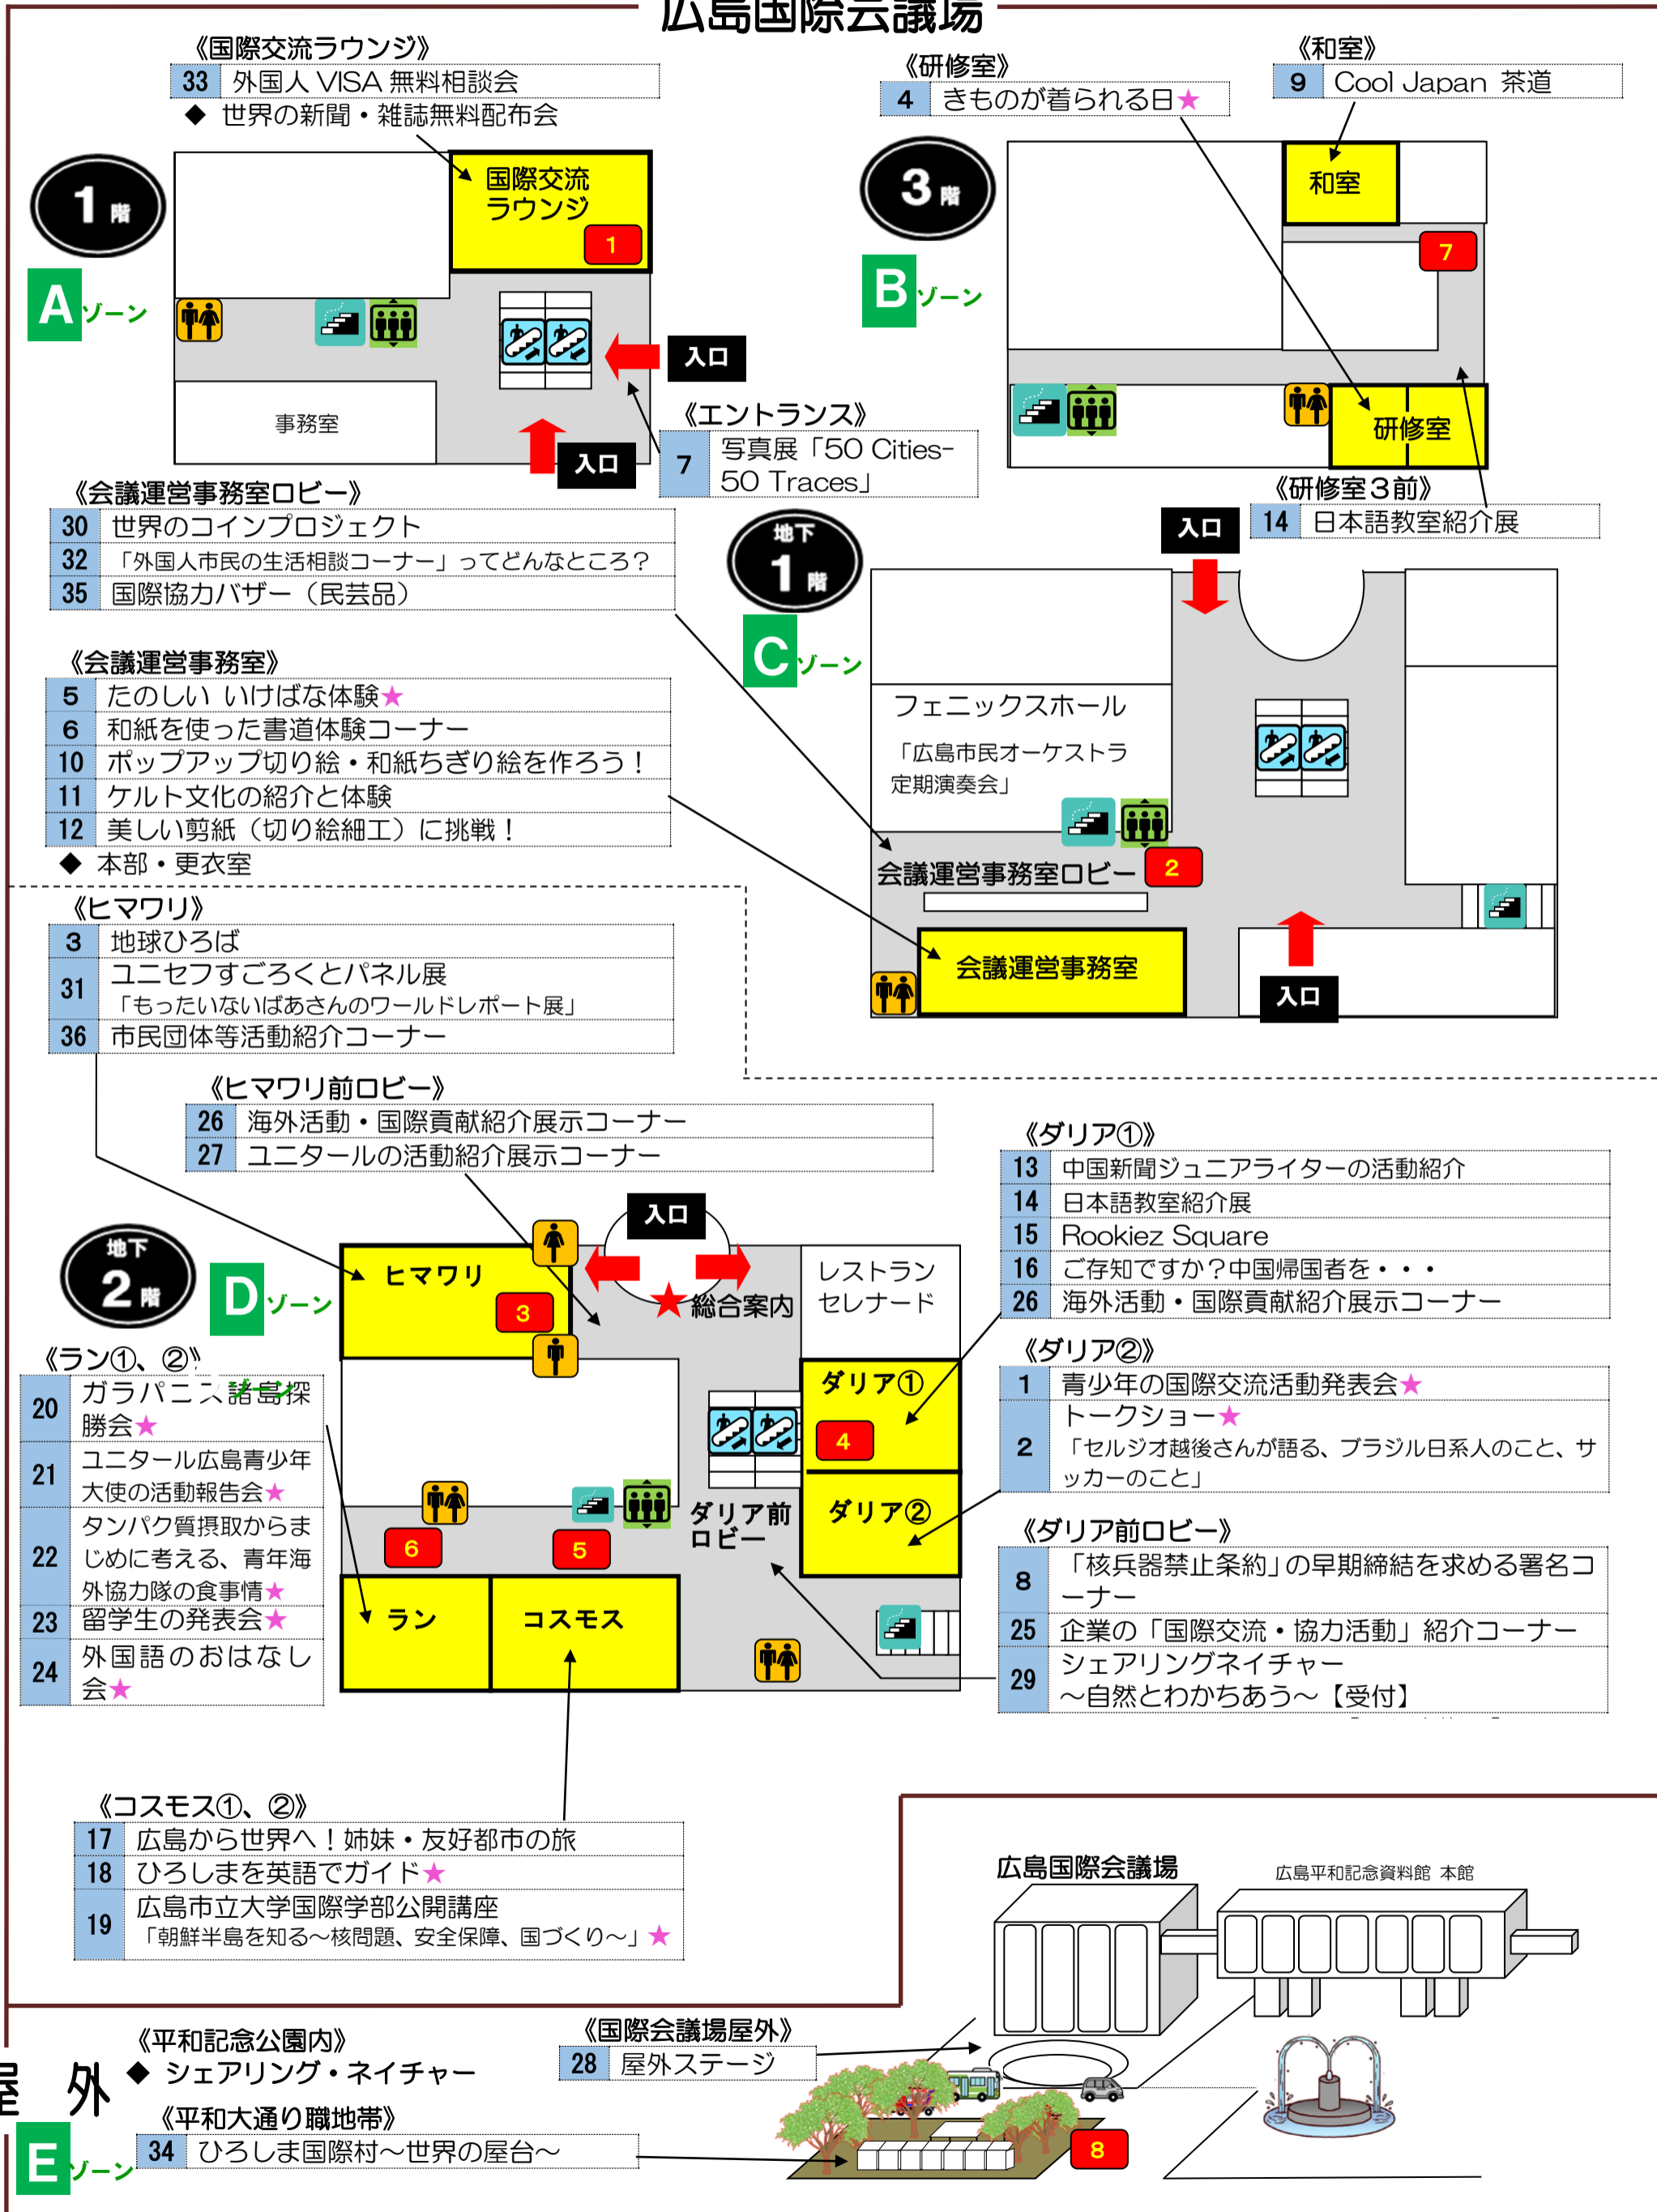 広島国際会議場
《国際交流ラウンジ》
33 外国人 VISA 無料相談会
◆ 世界の新聞・雑誌無料配布会
1階
Aゾーン
国際交流
ラウンジ
1
事務室
入口
入口
《エントランス》
7 写真展「50 Cities-
50 Traces」
《研修室》
4 きものが着られる日★
《和室》
9 Cool Japan 茶道
3階
Bゾーン
和室
7
研修室
《研修室3前》
14 日本語教室紹介展
《会議運営事務室ロビー》
30 世界のコインプロジェクト
32 「外国人市民の生活相談コーナー」ってどんなところ?
35 国際協力バザー(民芸品)
《会議運営事務室》
5 たのしい いけばな体験★
6 和紙を使った書道体験コーナー
10 ポップアップ切り絵・和紙ちぎり絵を作ろう!
11 ケルト文化の紹介と体験
12 美しい剪紙(切り絵細工)に挑戦!
◆ 本部・更衣室
地下
1階
Cゾーン
入口
フェニックスホール
「広島市民オーケストラ
定期演奏会」
会議運営事務室ロビー
2
会議運営事務室
入口
《ヒマワリ》
3 地球ひろば
31 ユニセフすごろくとパネル展
「もったいないばあさんのワールドレポート展」
36 市民団体等活動紹介コーナー
《ヒマワリ前ロビー》
26 海外活動・国際貢献紹介展示コーナー
27 ユニタールの活動紹介展示コーナー
地下
2階
Dゾーン
ヒマワリ
3
入口
★総合案内
レストラン
セレナード
ダリア①
4
ダリア②
ダリア前
ロビー
6
5
ラン
コスモス
《ダリア①》
13 中国新聞ジュニアライターの活動紹介
14 日本語教室紹介展
15 Rookiez Square
16 ご存知ですか?中国帰国者を・・・
26 海外活動・国際貢献紹介展示コーナー
《ダリア②》
1 青少年の国際交流活動発表会★
2 トークショー★
「セルジオ越後さんが語る、ブラジル日系人のこと、サ
ッカーのこと」
《ダリア前ロビー》
8 「核兵器禁止条約」の早期締結を求める署名コ
ーナー
25 企業の「国際交流・協力活動」紹介コーナー
29 シェアリングネイチャー
~自然とわかちあう~【受付】
《ラン①、②》
ゾーン
20 ガラパゴス諸島探
勝会★
21 ユニタール広島青少年
大使の活動報告会★
22 タンパク質摂取からま
じめに考える、青年海
外協力隊の食事情★
23 留学生の発表会★
24 外国語のおはなし
会★
《コスモス①、②》
17 広島から世界へ!姉妹・友好都市の旅
18 ひろしまを英語でガイド★
19 広島市立大学国際学部公開講座
「朝鮮半島を知る~核問題、安全保障、国づくり~」★
広島国際会議場
広島平和記念資料館 本館
屋 外
Eゾーン
《平和記念公園内》
◆ シェアリング・ネイチャー
《国際会議場屋外》
28 屋外ステージ
《平和大通り職地帯》
34 ひろしま国際村~世界の屋台~
8